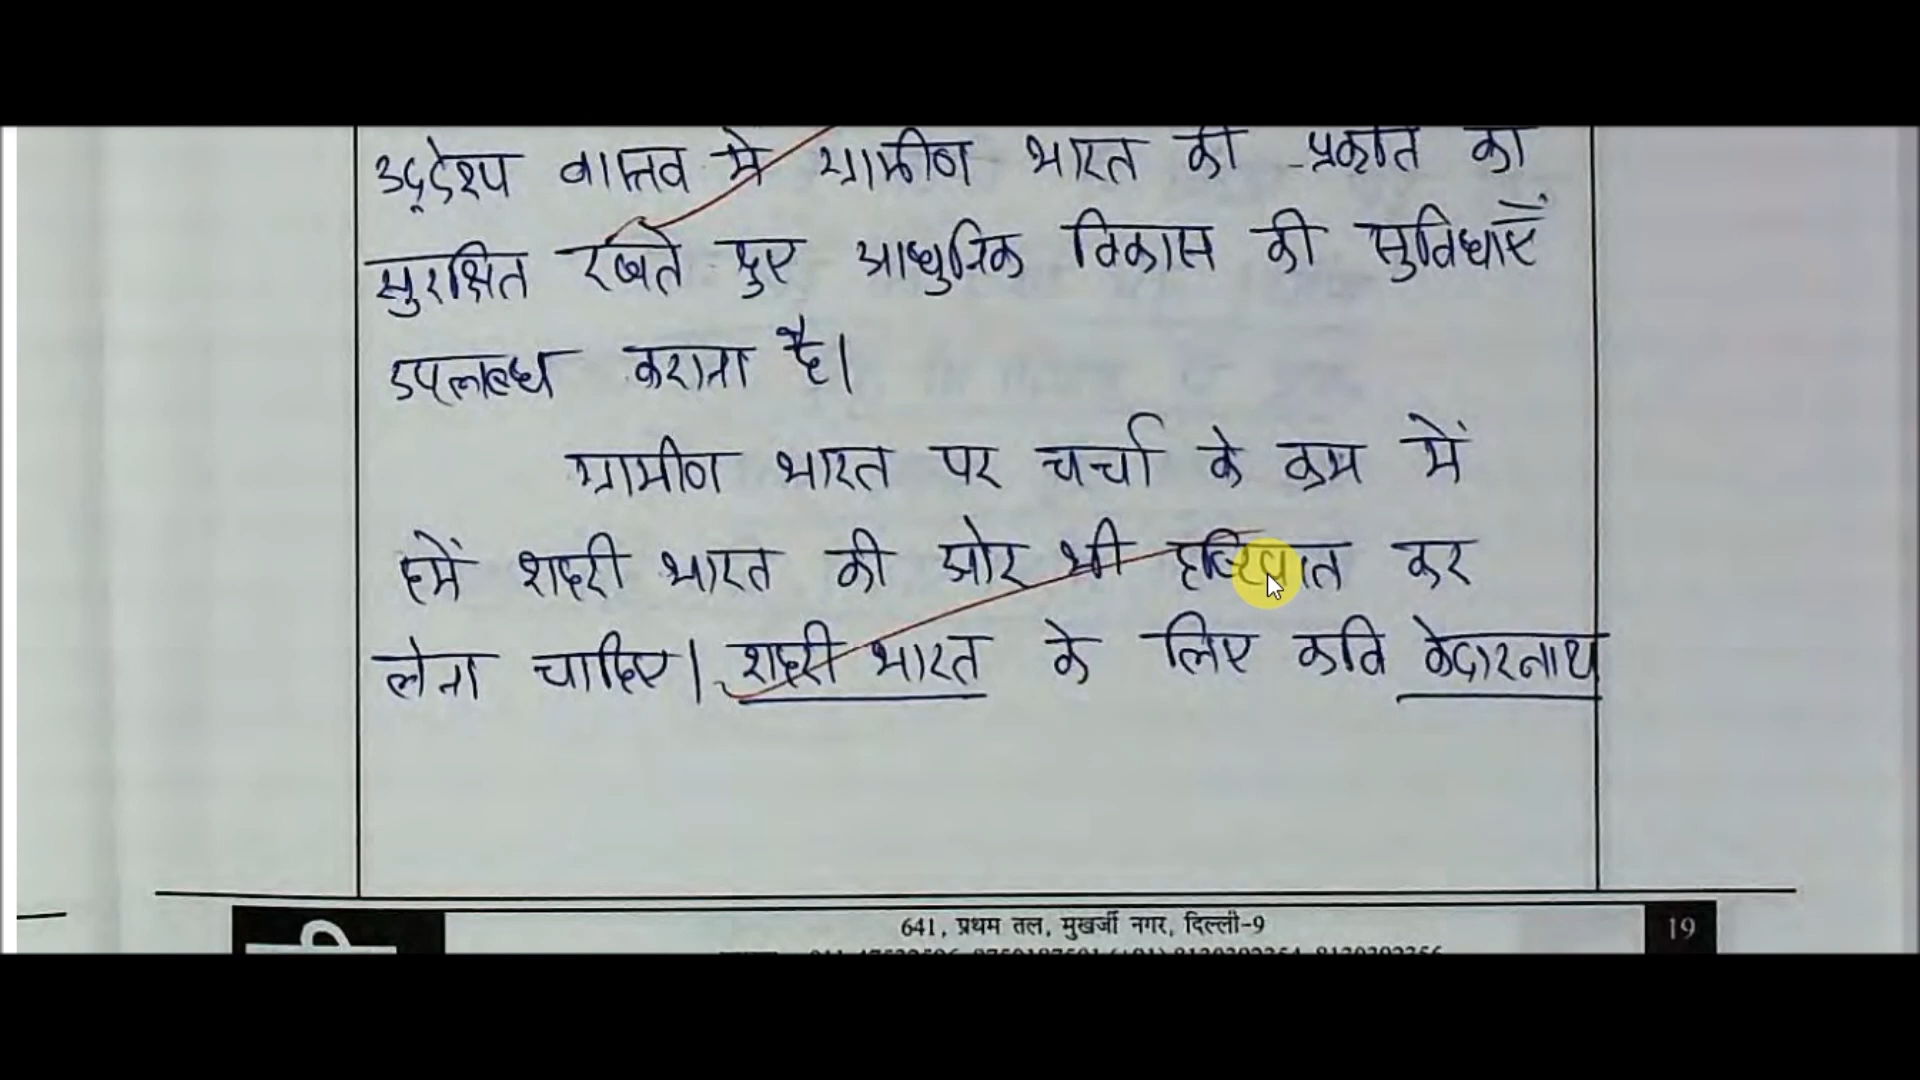 उद्देश्य वास्तव में ग्रामीण भारत की प्रकृति को
सुरक्षित रखते हुए आधुनिक विकास की सुविधाएँ
उपलब्ध कराना है।
ग्रामीण भारत पर चर्चा के क्रम में
हमें शहरी भारत की ओर भी दृष्टिपात कर
लेना चाहिए। शहरी भारत के लिए कवि केदारनाथ
641, प्रथम तल, मुखर्जी नगर, दिल्ली-9
19